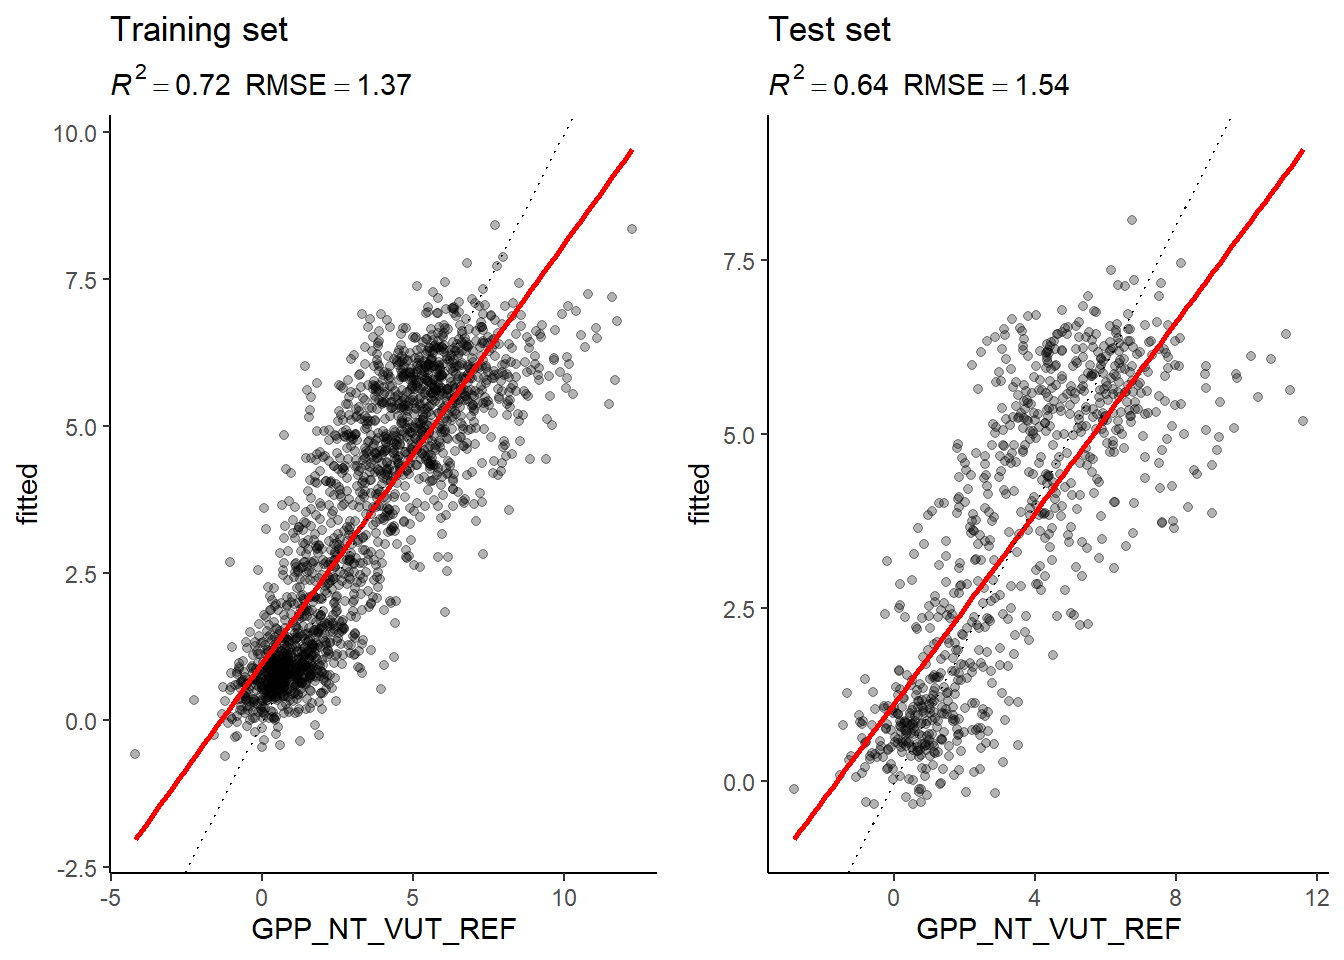 Training set
R² = 0.72 RMSE = 1.37
10.0
7.5
5.0
2.5
0.0
-2.5
fitted
-5
0
5
10
GPP_NT_VUT_REF
Test set
R² = 0.64 RMSE = 1.54
7.5
5.0
2.5
0.0
fitted
0
4
8
12
GPP_NT_VUT_REF